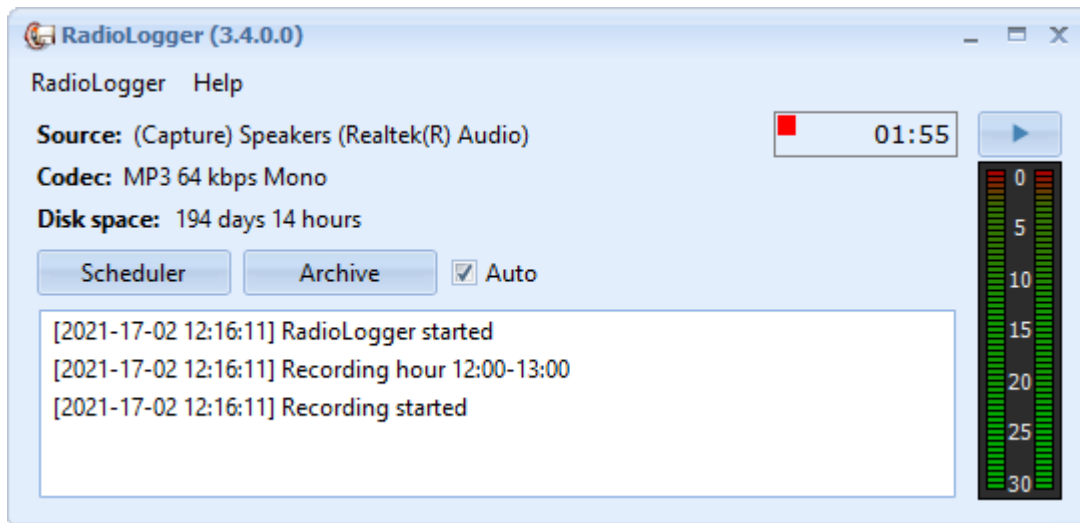 RadioLogger (3.4.0.0)
RadioLogger Help
Source: (Capture) Speakers (Realtek(R) Audio) 01:55
Codec: MP3 64 kbps Mono
Disk space: 194 days 14 hours
Scheduler Archive Auto
[2021-17-02 12:16:11] RadioLogger started
[2021-17-02 12:16:11] Recording hour 12:00-13:00
[2021-17-02 12:16:11] Recording started
0
5
10
15
20
25
30